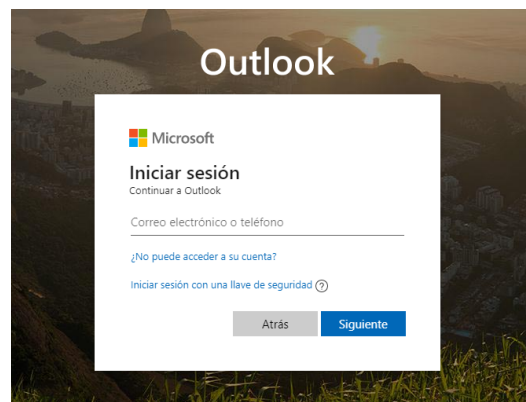 Outlook
Microsoft
Iniciar sesión
Continuar a Outlook
Correo electrónico o teléfono
¿No puede acceder a su cuenta?
Iniciar sesión con una llave de seguridad ?
Atrás Siguiente